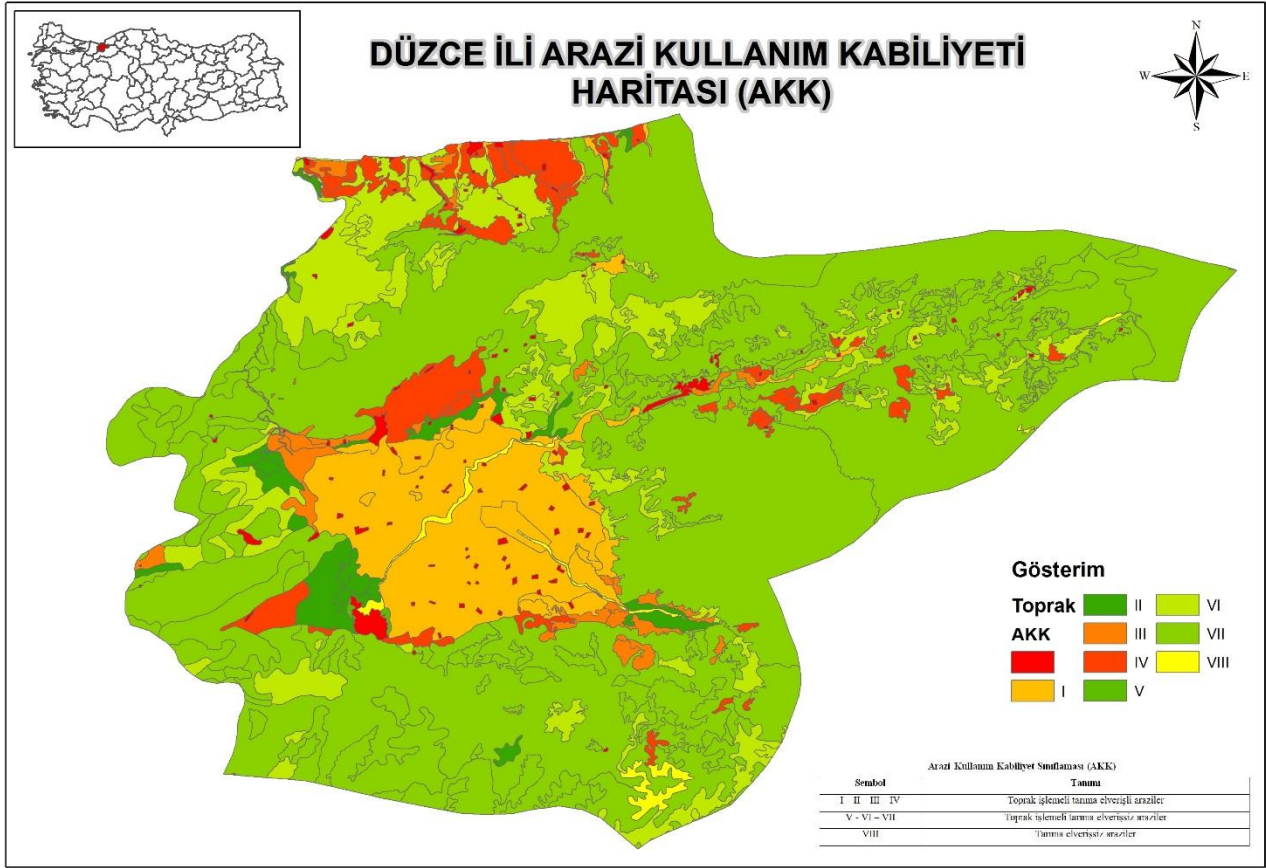 DÜZCE İLİ ARAZİ KULLANIM KABİLİYETİ
HARİTASI (AKK)
N
W E
S
Gösterim
Toprak
AKK
I
II
III
IV
V
VI
VII
VIII
Arazi Kullanım Kabiliyet Sınıflaması (AKK)
Sembol Tanımı
I II III IV Toprak işlemeli tarıma elverişli araziler
V - VI – VII Toprak işlemeli tarıma elverişsiz araziler
VIII Tarıma elverişsiz araziler